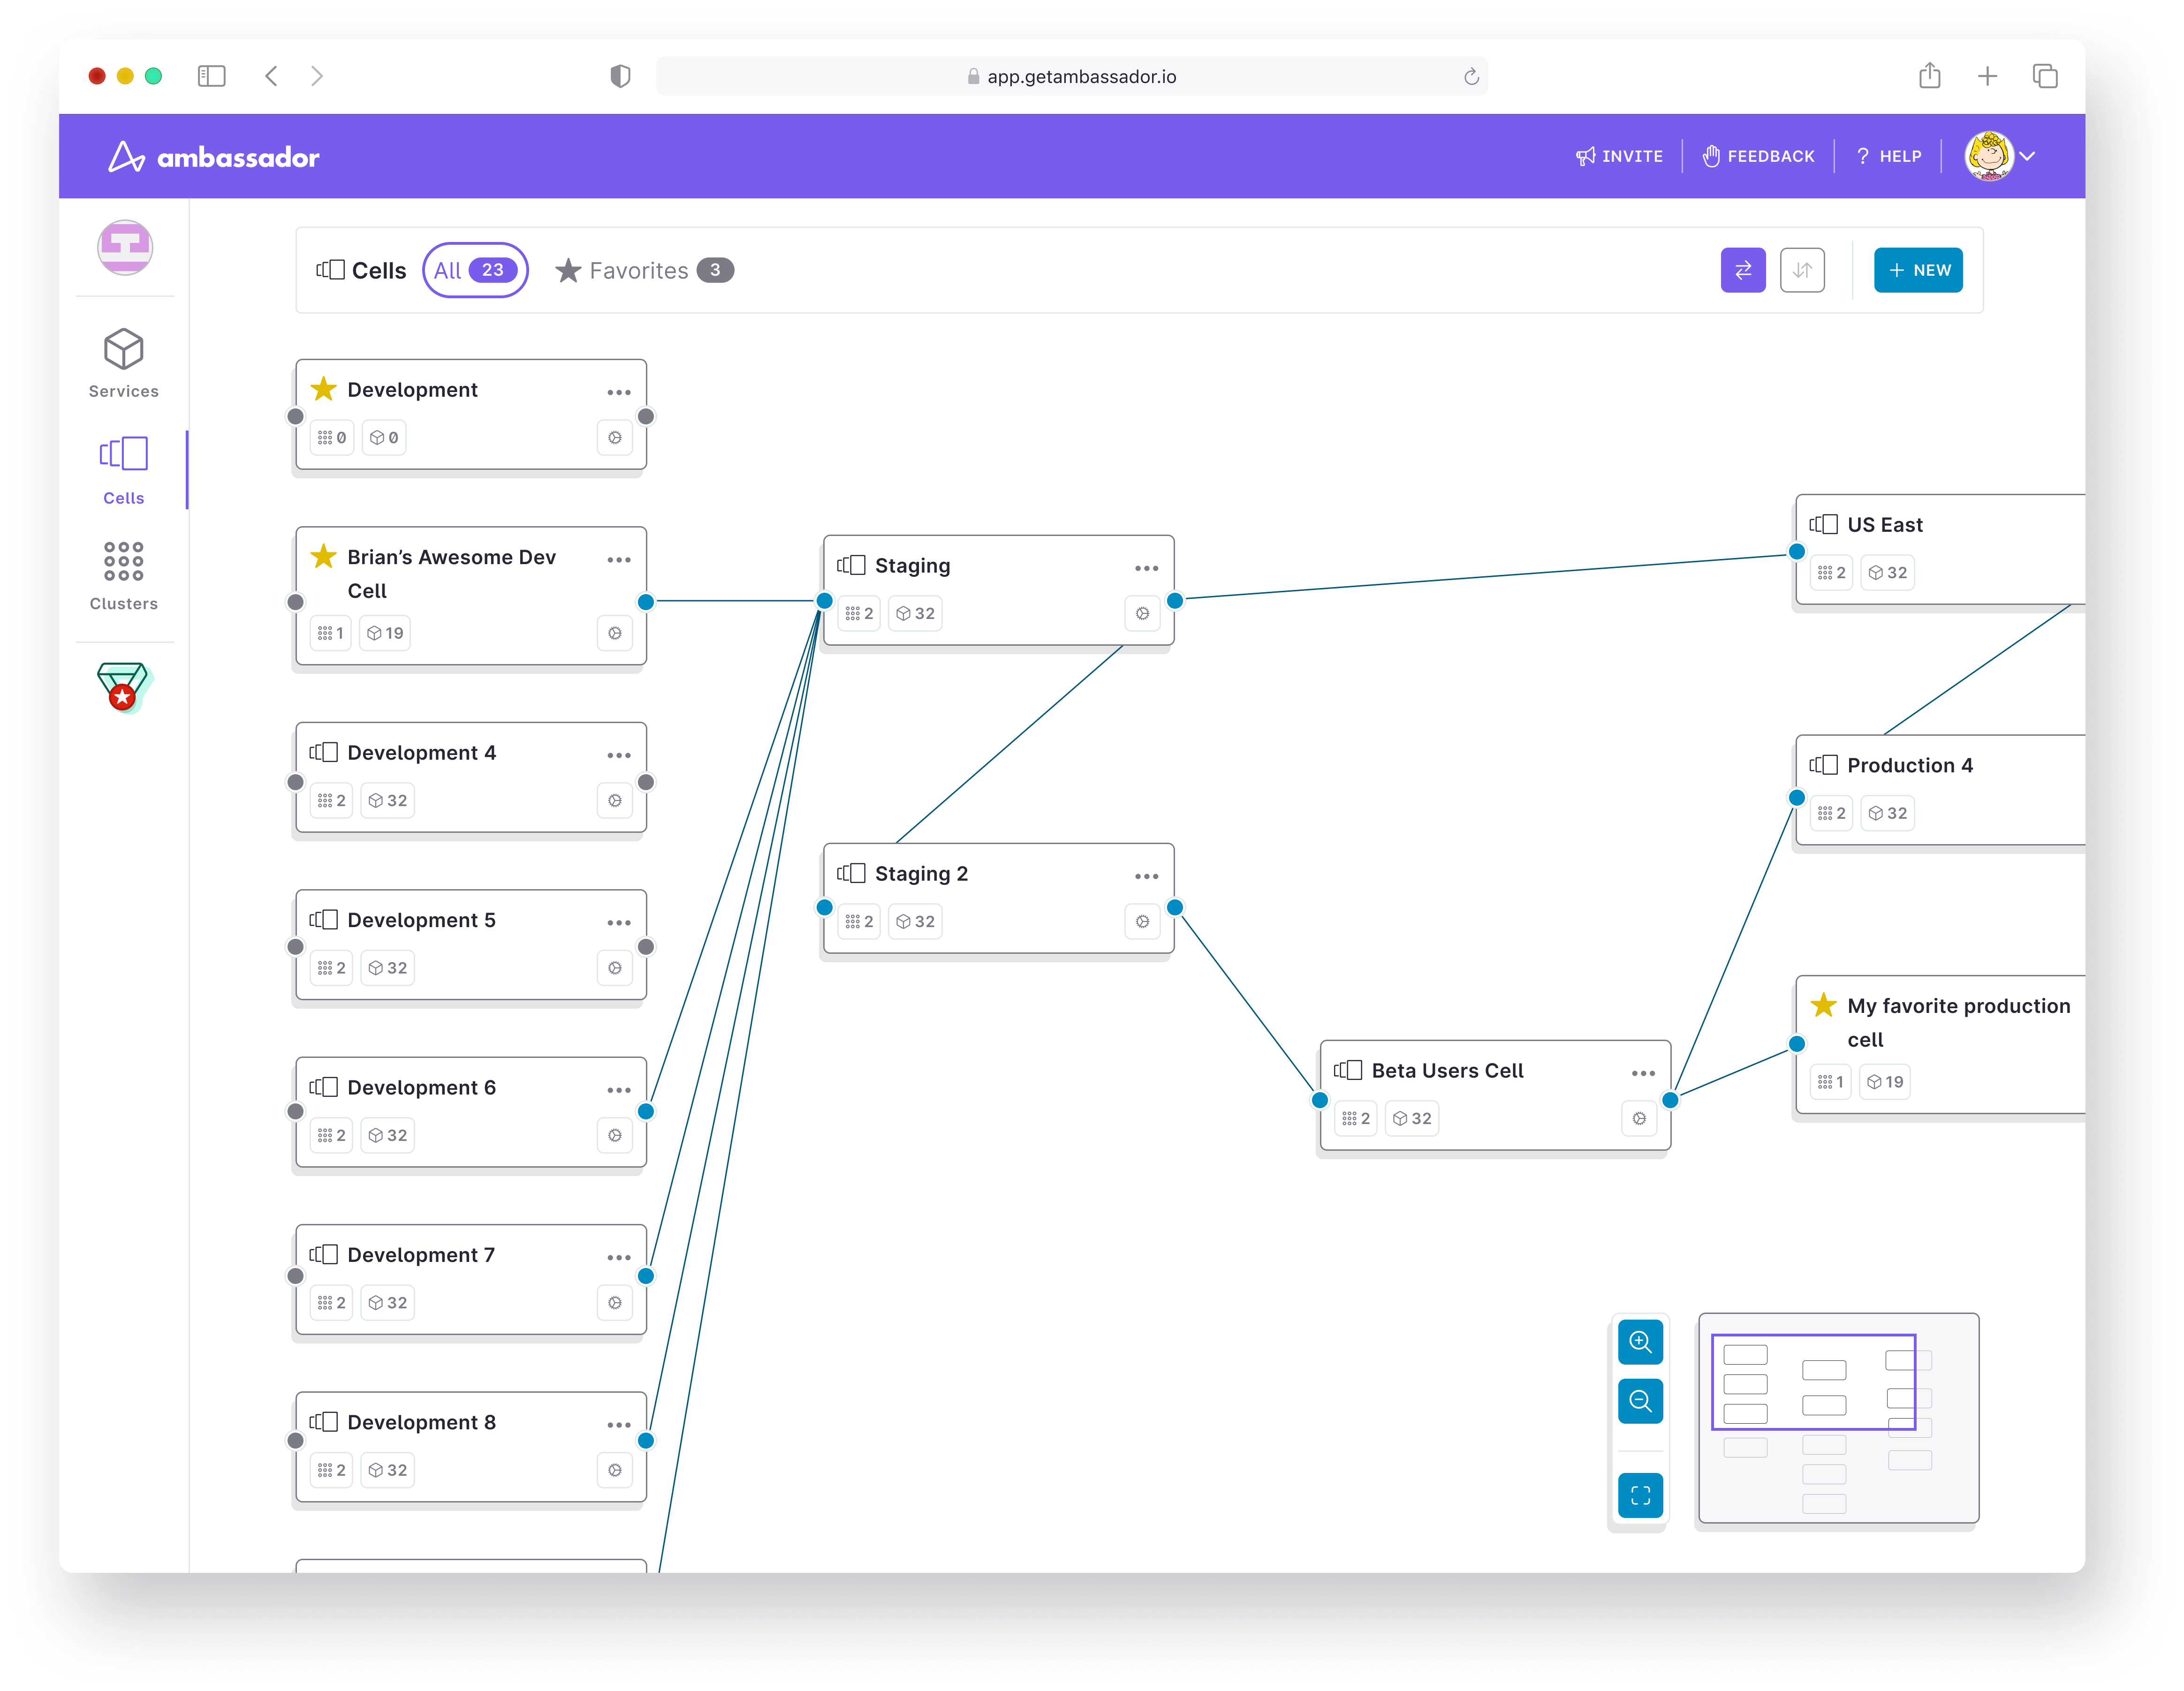 app.getambassador.io
ambassador
INVITE
FEEDBACK
? HELP
Cells
All 23
Favorites 3
+ NEW
Services
Cells
Clusters
Development
0 0
Brian’s Awesome Dev
Cell
1 19
Development 4
2 32
Development 5
2 32
Development 6
2 32
Development 7
2 32
Development 8
2 32
Staging
2 32
Staging 2
2 32
Beta Users Cell
2 32
US East
2 32
Production 4
2 32
My favorite production
cell
1 19